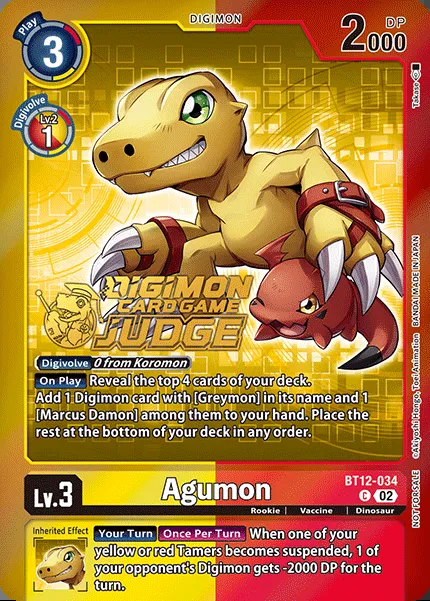 DIGIMON
Play
3
DP
2000
Digivolve
Lv.2
1
Takase
DIGIMON
CARD GAME
JUDGE
Digivolve 0 from Koromon
On Play Reveal the top 4 cards of your deck.
Add 1 Digimon card with [Greymon] in its name and 1
[Marcus Damon] among them to your hand. Place the
rest at the bottom of your deck in any order.
©Akiyoshi Hongo, Toei Animation BANDAI MADE IN JAPAN
NOT FOR SALE
BT12-034
Lv.3
Agumon
C 02
Rookie | Vaccine | Dinosaur
Inherited Effect
Your Turn Once Per Turn When one of your
yellow or red Tamers becomes suspended, 1 of
your opponent's Digimon gets -2000 DP for
the turn.